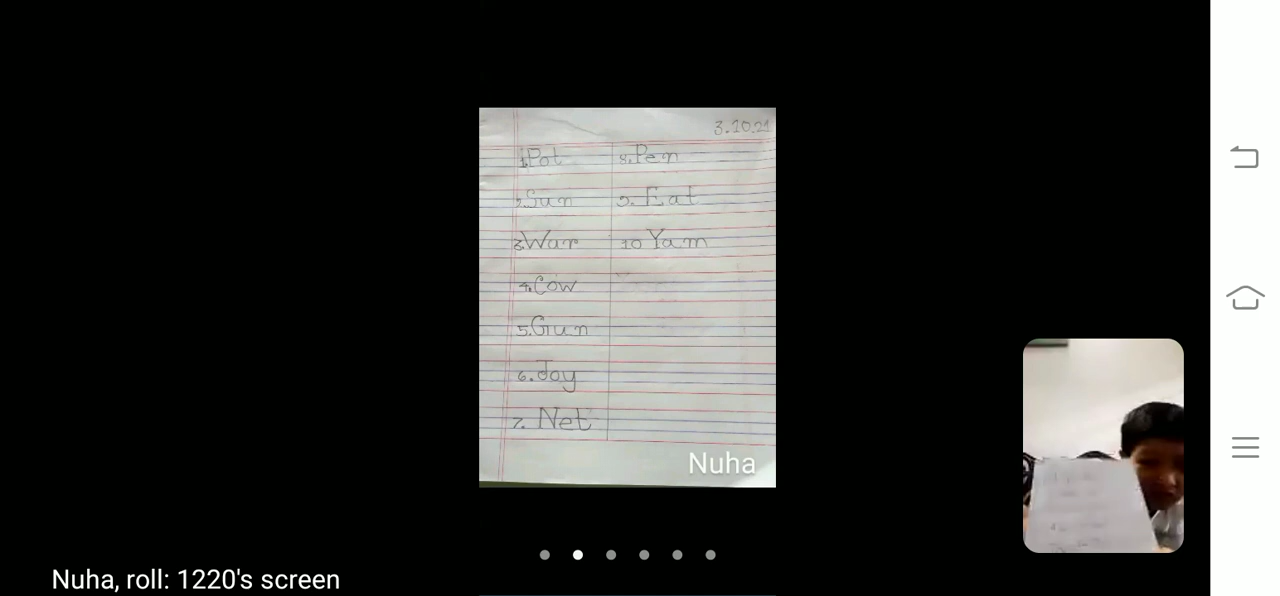 3.10.21
1.Pot
2.Sun
3.War
4.Cow
5.Gun
6.Joy
7. Net
8.Pen
9. Eat
10 Yam
Nuha
Nuha, roll: 1220's screen